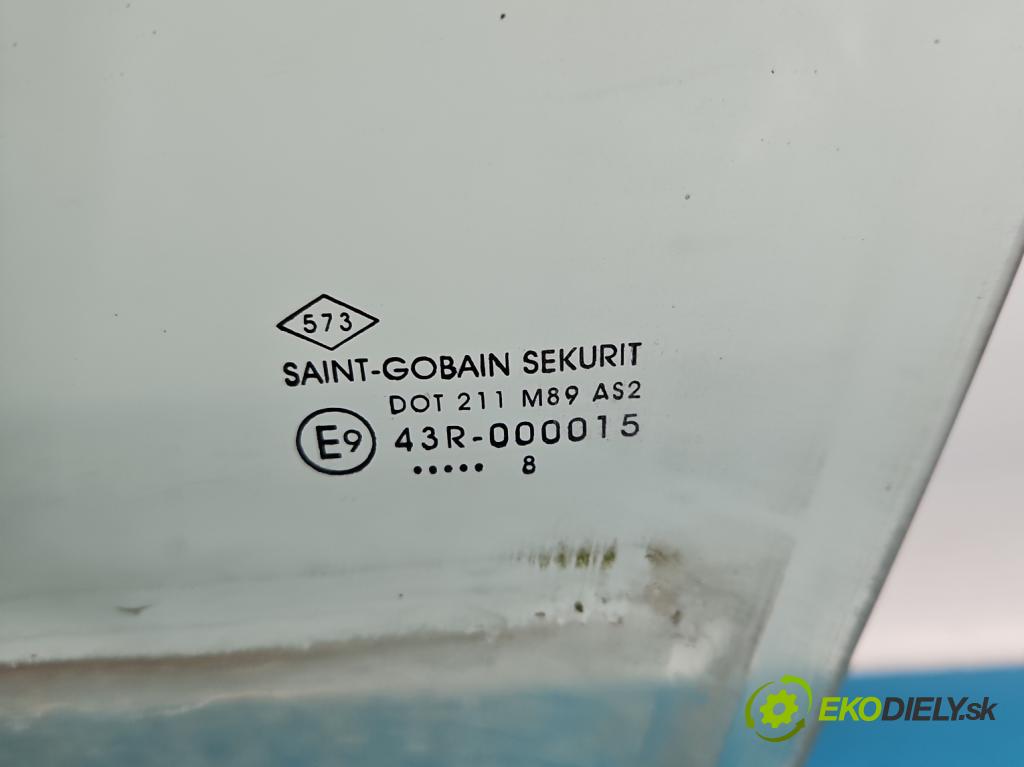 573
SAINT-GOBAIN SEKURIT
DOT 211 M89 AS2
E9 43R-000015
..... 8
EKODIELY.sk